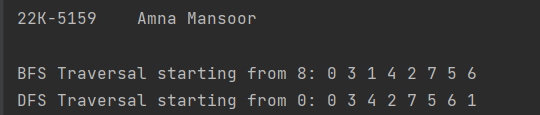 22K-5159    Amna Mansoor
BFS Traversal starting from 8: 0 3 1 4 2 7 5 6
DFS Traversal starting from 0: 0 3 4 2 7 5 6 1